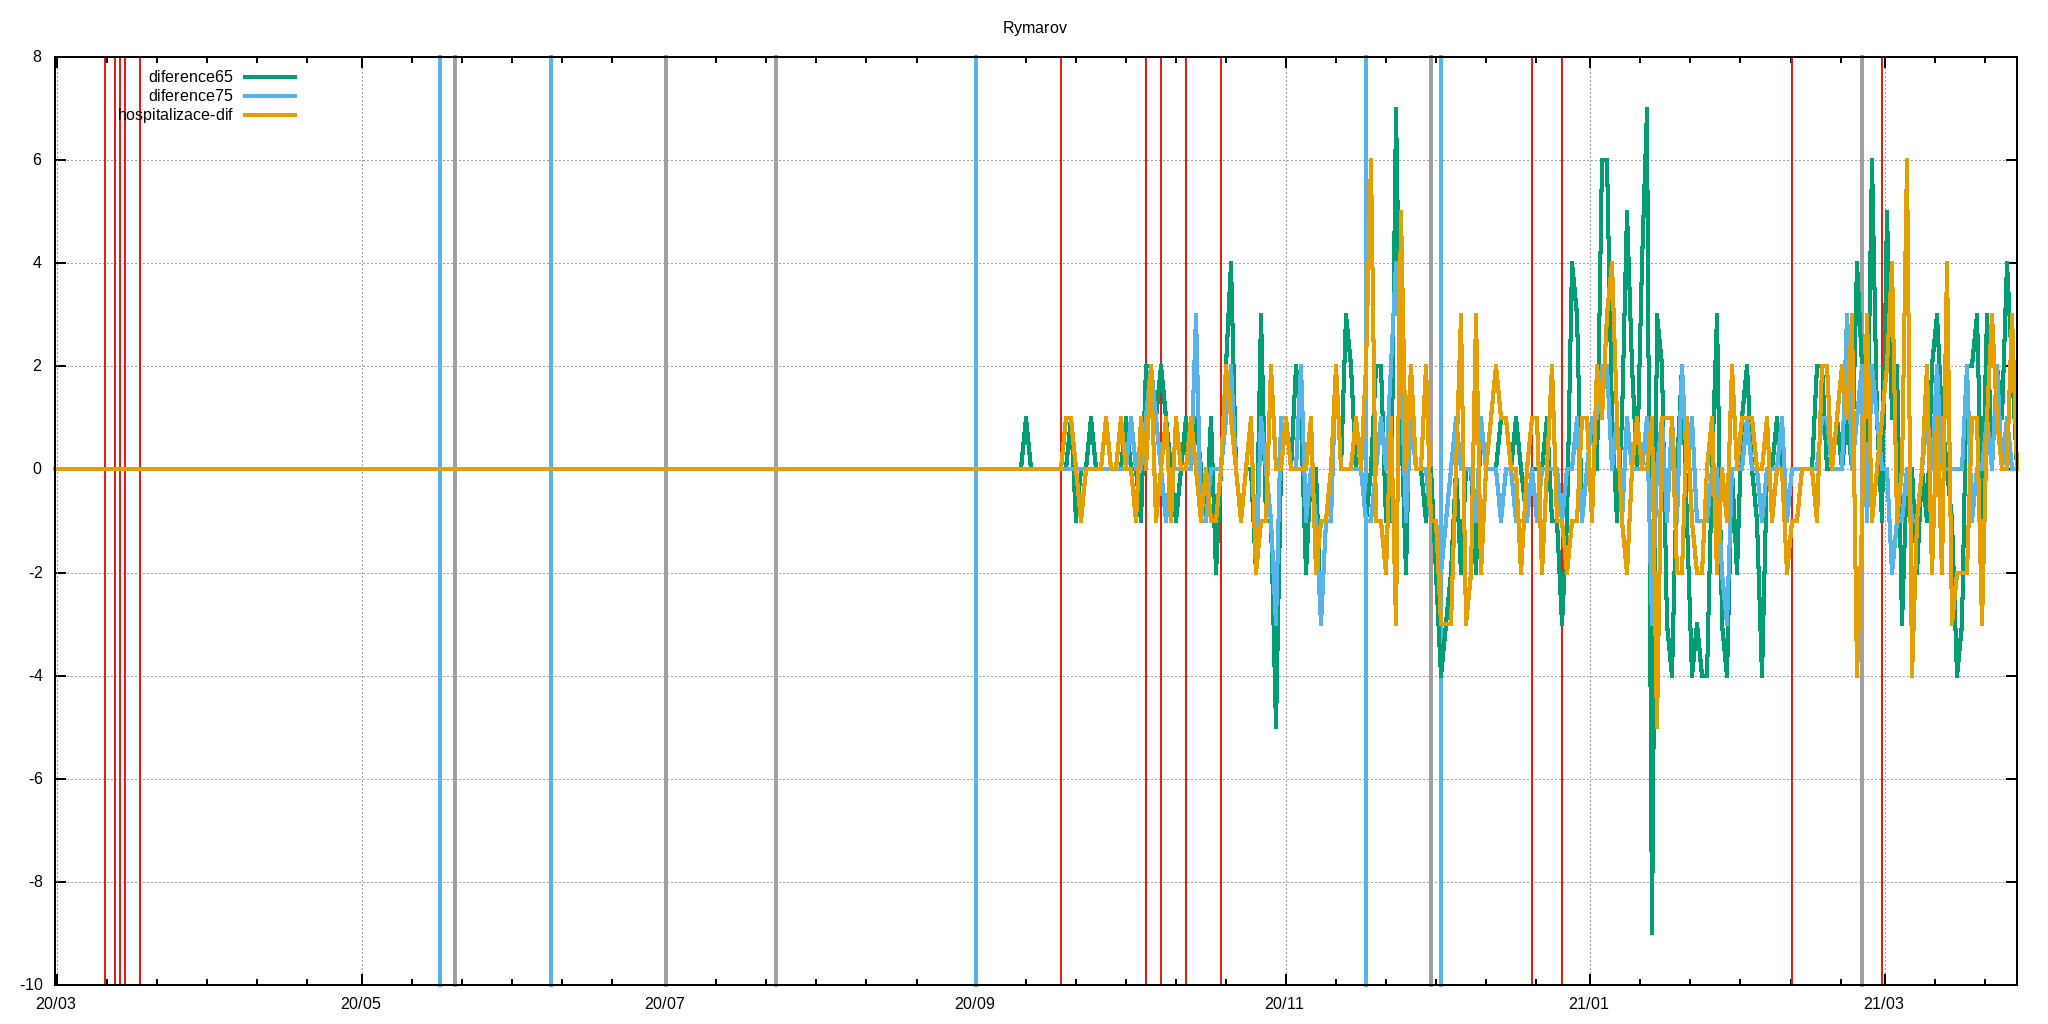 Rymarov
diference65
diference75
hospitalizace-dif
8
6
4
2
0
-2
-4
-6
-8
-10
20/03 20/05 20/07 20/09 20/11 21/01 21/03